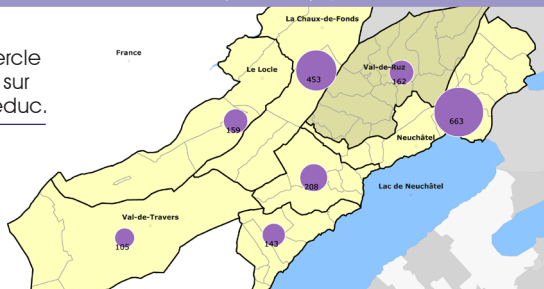 ercle
sur
educ.
La Chaux-de-Fonds
France
Le Locle
453
Val-de-Ruz
162
159
663
Neuchâtel
208
Lac de Neuchâtel
Val-de-Travers
105
143